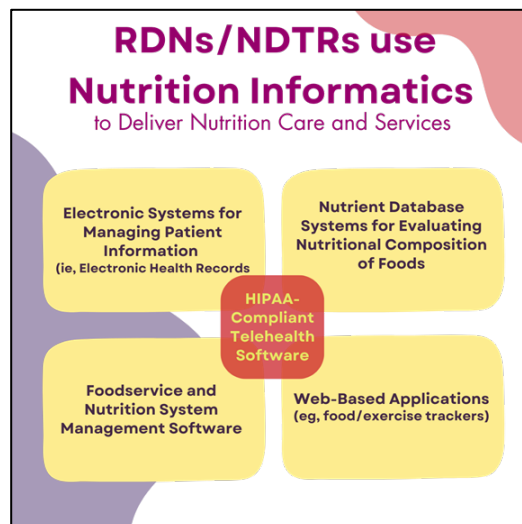 RDNs/NDTRs use
Nutrition Informatics
to Deliver Nutrition Care and Services
Electronic Systems for
Managing Patient
Information
(ie, Electronic Health Records
Nutrient Database
Systems for Evaluating
Nutritional Composition
of Foods
HIPAA-
Compliant
Telehealth
Software
Foodservice and
Nutrition System
Management Software
Web-Based Applications
(eg, food/exercise trackers)